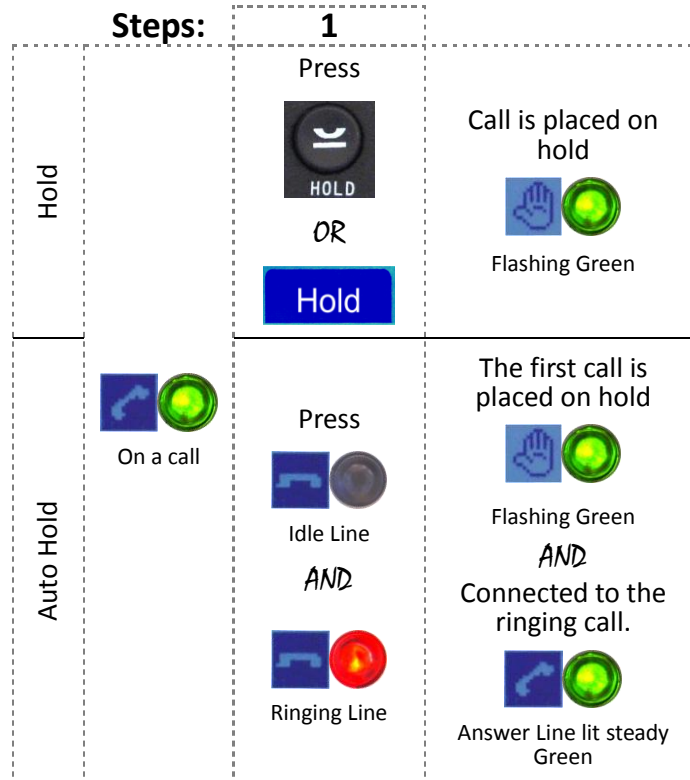 Steps: 1
Hold
Press
HOLD
OR
Hold
Call is placed on
hold
Flashing Green
Auto Hold
On a call
Press
Idle Line
AND
Ringing Line
The first call is
placed on hold
Flashing Green
AND
Connected to the
ringing call.
Answer Line lit steady
Green